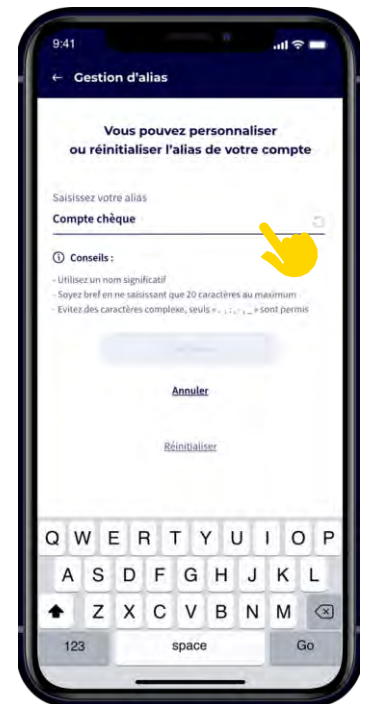 9:41
← Gestion d'alias
Vous pouvez personnaliser
ou réinitialiser l'alias de votre compte
Saisissez votre alias
Compte chèque
Conseils :
- Utilisez un nom significatif
- Soyez bref en ne saisissant que 20 caractères au maximum
- Evitez des caractères complexe, seuls « . , : , - , _ » sont permis
Annuler
Réinitialiser
Q W E R T Y U I O P
A S D F G H J K L
Z X C V B N M
123 space Go